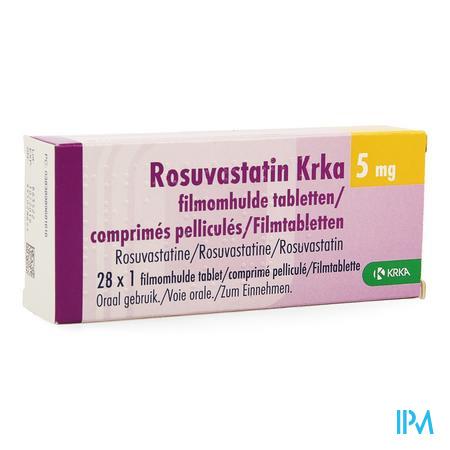 Rosuvastatin Krka 5 mg
filmomhulde tabletten/
comprimés pelliculés/Filmtabletten
Rosuvastatine/Rosuvastatine/Rosuvastatin
28 x 1 filmomhulde tablet/comprimé pelliculé/Filmtablette
Oraal gebruik./Voie orale./Zum Einnehmen.
KRKA
IPM